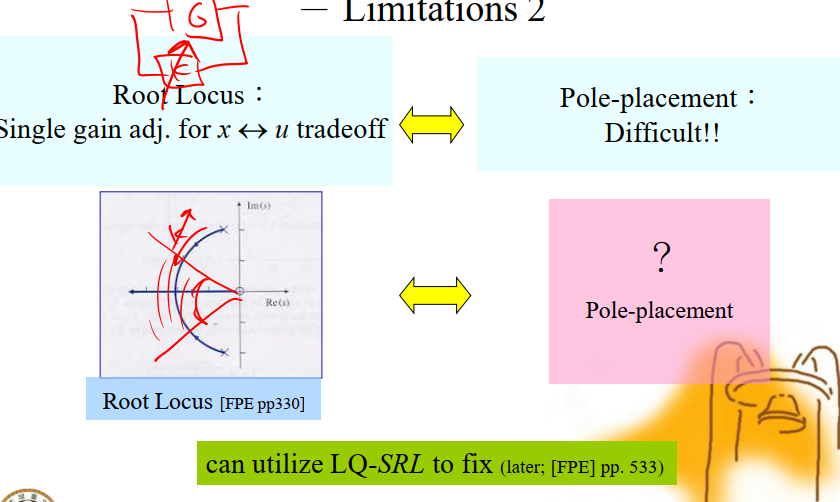 — Limitations 2
G
K
Root Locus：
Single gain adj. for x ↔ u tradeoff
Pole-placement：
Difficult!!
Im(s)
K
Re(s)
?
Pole-placement
Root Locus [FPE pp330]
can utilize LQ-SRL to fix (later; [FPE] pp. 533)